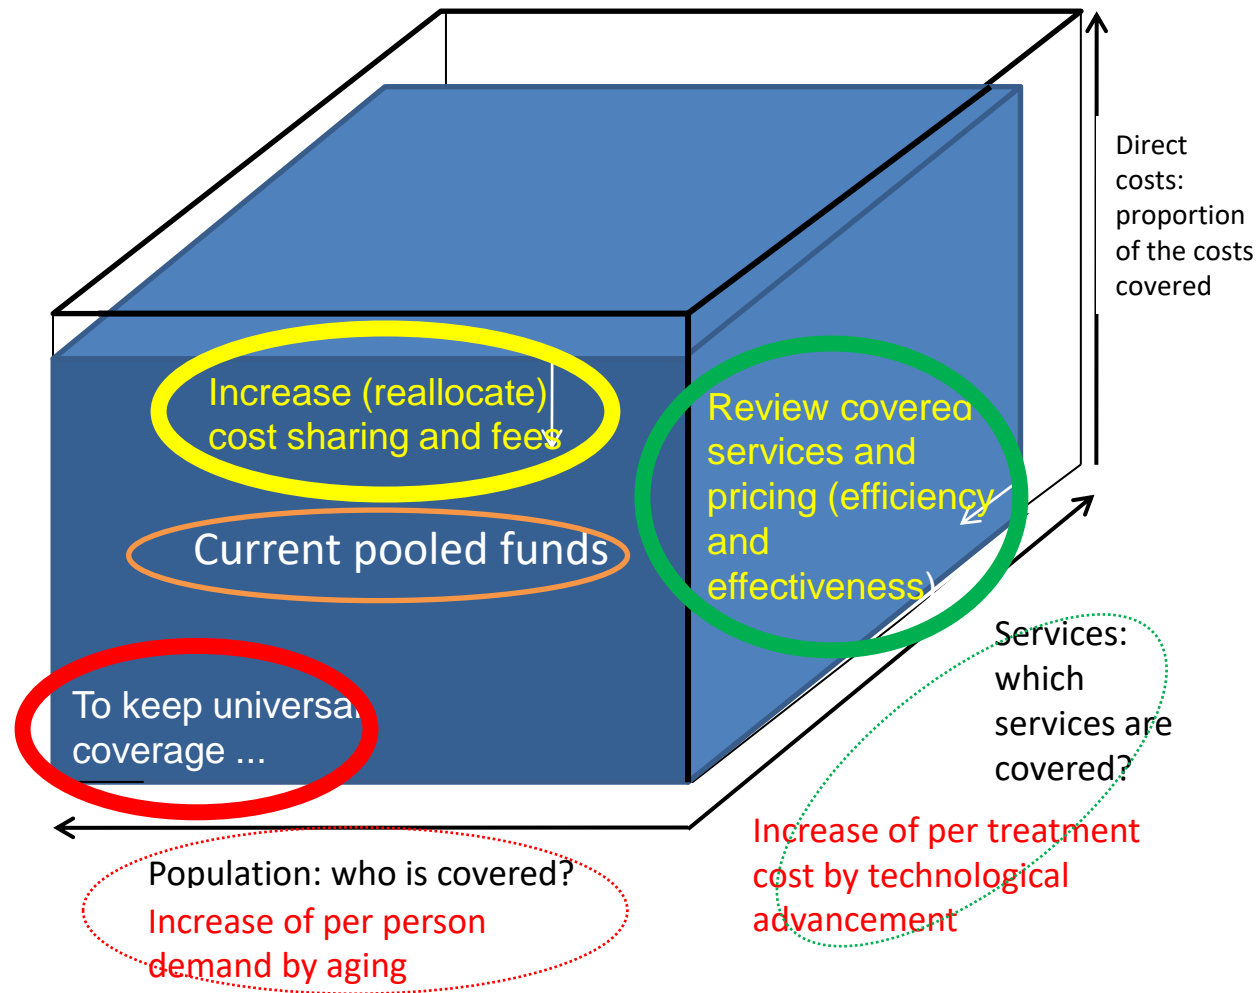 Direct
costs:
proportion
of the costs
covered
Increase (reallocate)
cost sharing and fees
Review covered
services and
pricing (efficiency
and
effectiveness)
Current pooled funds
To keep universal
coverage ...
Services:
which
services are
covered?
Increase of per treatment
cost by technological
advancement
Population: who is covered?
Increase of per person
demand by aging